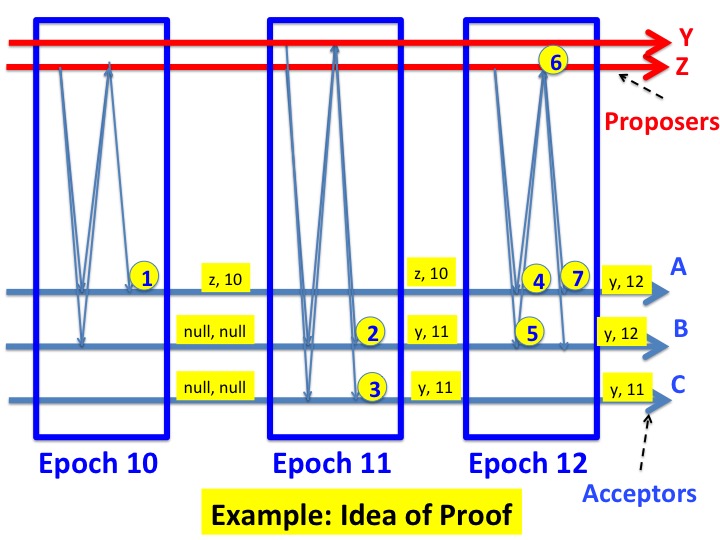 Y
Z
6
Proposers
A
1
z, 10
z, 10
4
7
y, 12
B
null, null
2
y, 11
5
y, 12
C
null, null
3
y, 11
y, 11
Epoch 10
Epoch 11
Epoch 12
Acceptors
Example: Idea of Proof